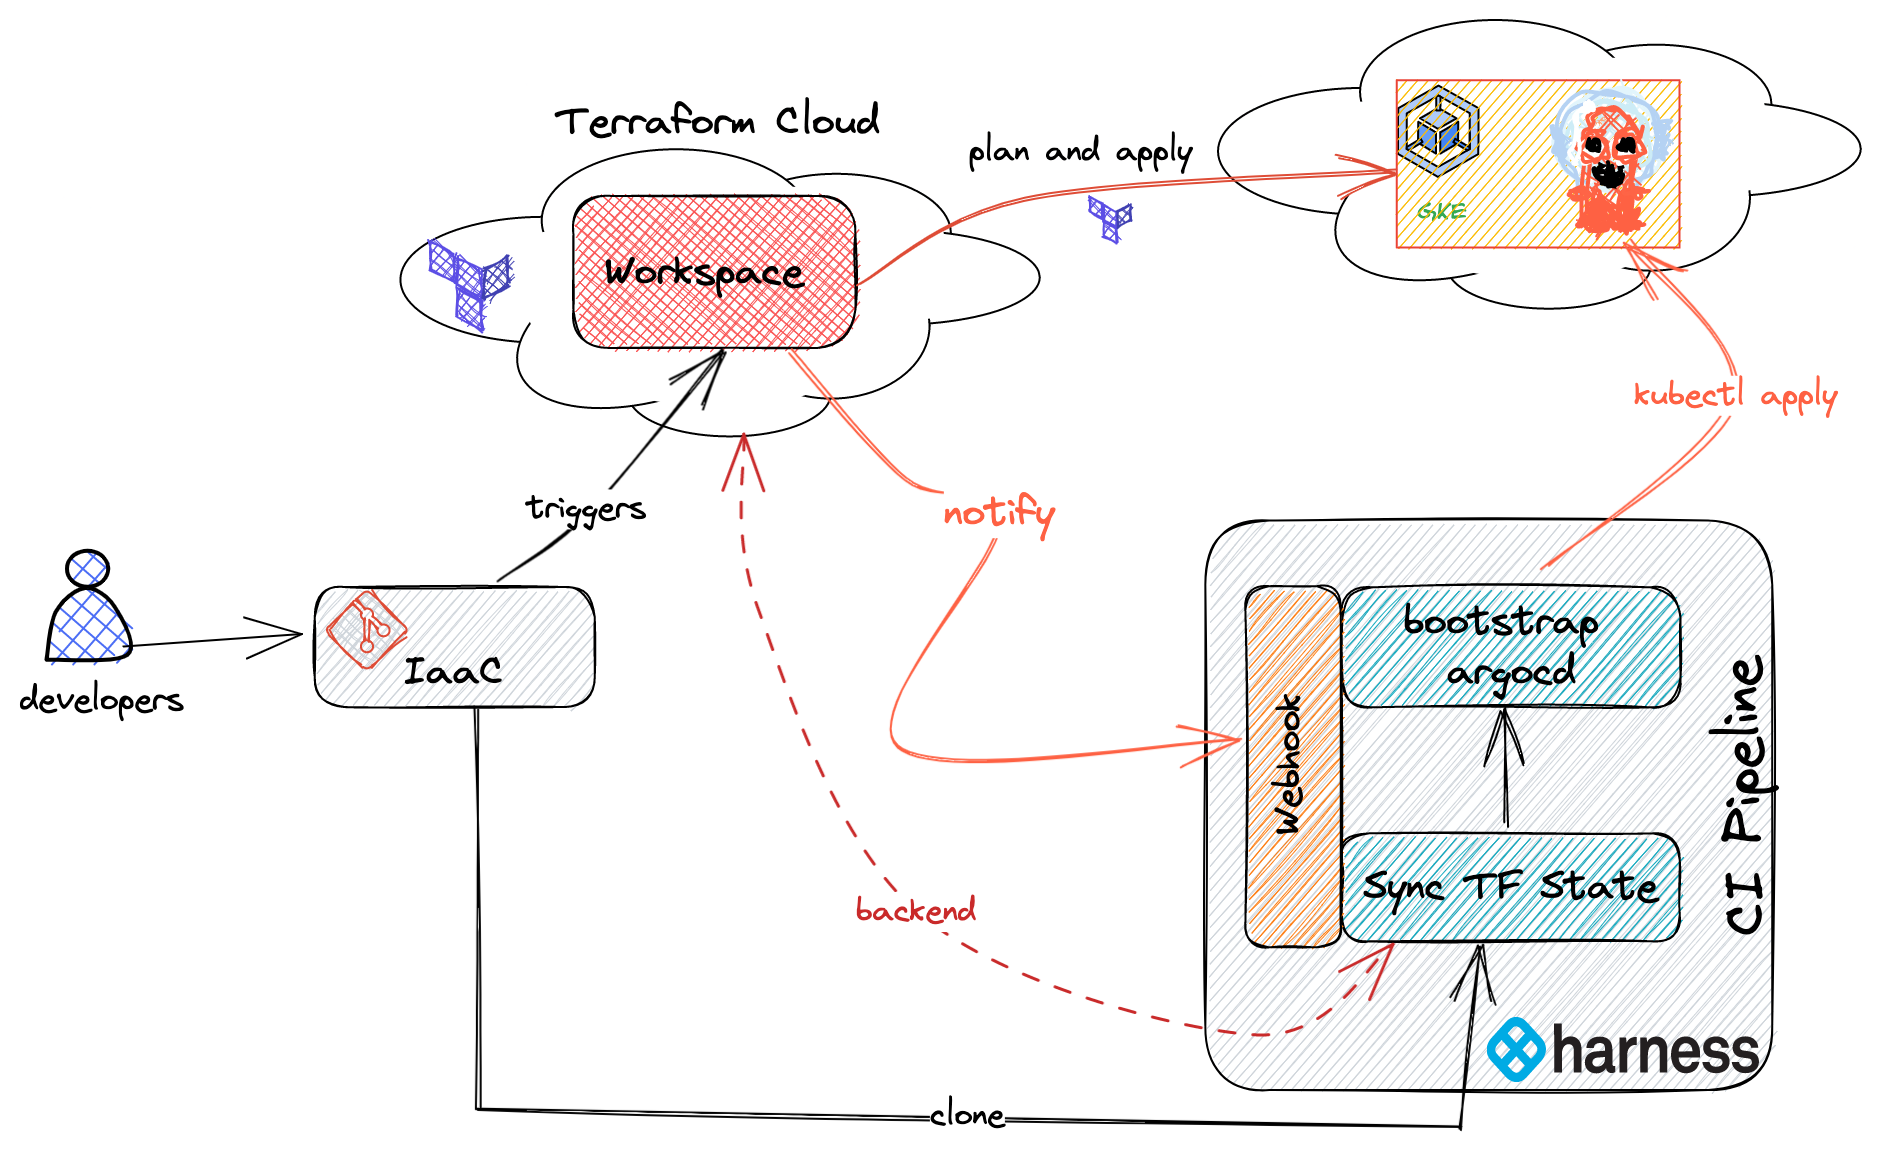 Terraform Cloud
Workspace
plan and apply
GKE
kubectl apply
triggers
notify
developers
IaaC
backend
clone
Webhook
bootstrap
argocd
Sync TF State
CI Pipeline
harness